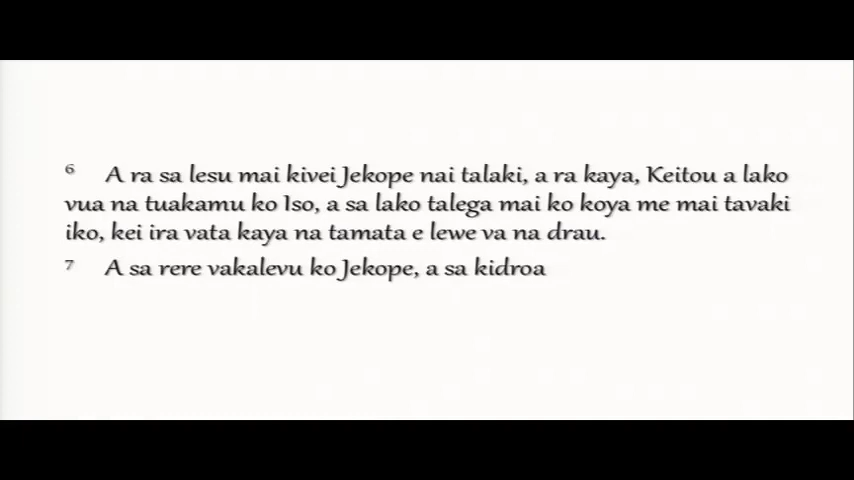 6 A ra sa lesu mai kivei Jekope nai talaki, a ra kaya, Keitou a lako
vua na tuakamu ko Iso, a sa lako talega mai ko koya me mai tavaki
iko, kei ira vata kaya na tamata e lewe va na drau.
7 A sa rere vakalevu ko Jekope, a sa kidroa